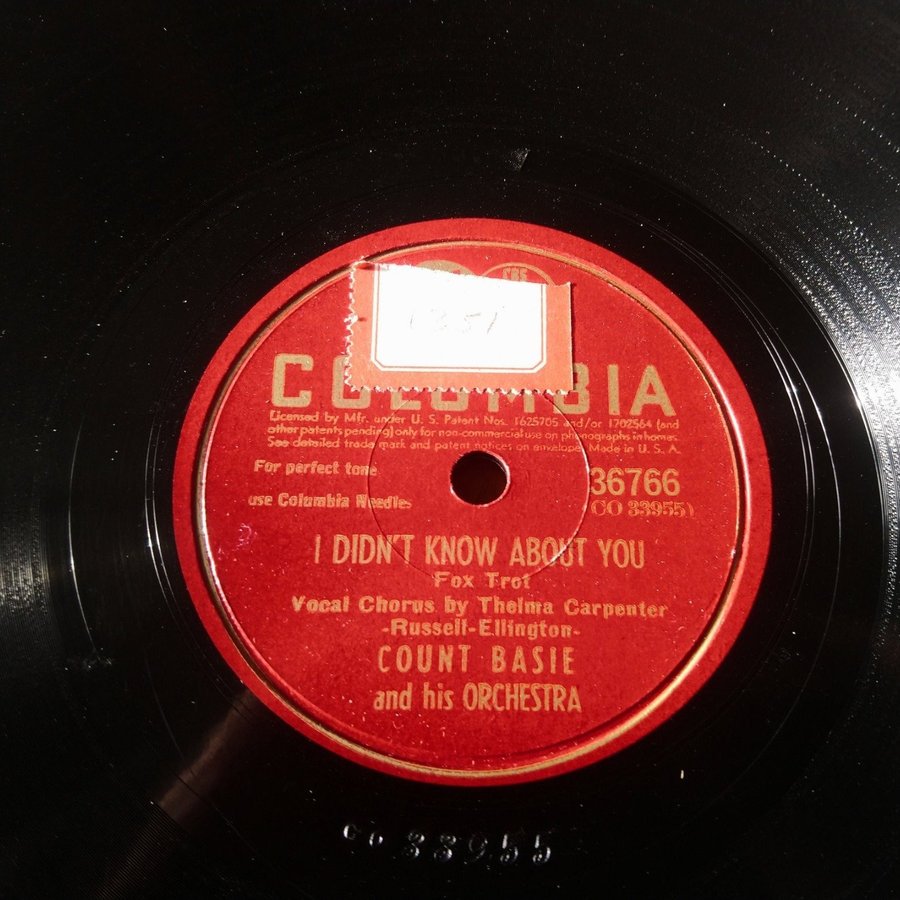 CBS
1351
COLUMBIA
Licensed by Mfr. under U. S. Patent Nos. 1625705 and/or 1702564 (and
other patents pending) only for non-commercial use on phonographs in homes.
See detailed trade mark and patent notices on envelope. Made in U. S. A.
For perfect tone
use Columbia Needles
36766
(CO 33955)
I DIDN'T KNOW ABOUT YOU
Fox Trot
Vocal Chorus by Thelma Carpenter
-Russell-Ellington-
COUNT BASIE
and his ORCHESTRA
CO 33955